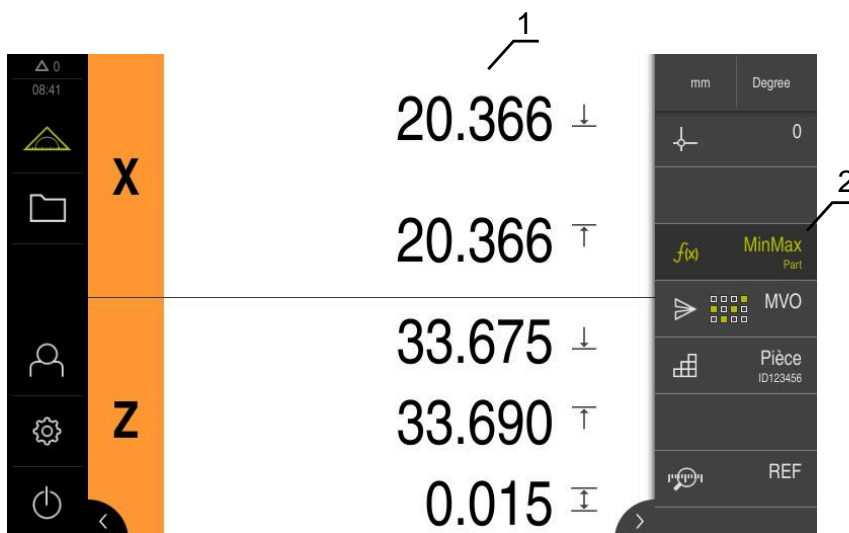 1
△ 0
08:41
X
20.366
20.366
Z
33.675
33.690
0.015
mm Degree
0
2
f(x) MinMax
Part
MVO
Pièce
ID123456
REF